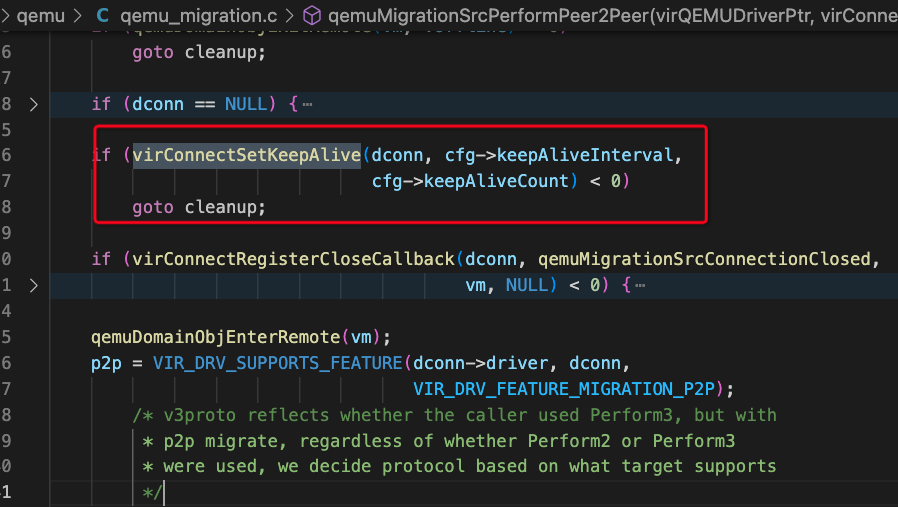 qemu > C qemu_migration.c > qemuMigrationSrcPerformPeer2Peer(virQEMUDriverPtr, virConne
6 goto cleanup;
7
8 if (dconn == NULL) {…
5
6 if (virConnectSetKeepAlive(dconn, cfg->keepAliveInterval,
7 cfg->keepAliveCount) < 0)
8 goto cleanup;
9
0 if (virConnectRegisterCloseCallback(dconn, qemuMigrationSrcConnectionClosed,
1 vm, NULL) < 0) {…
4
5 qemuDomainObjEnterRemote(vm);
6 p2p = VIR_DRV_SUPPORTS_FEATURE(dconn->driver, dconn,
7 VIR_DRV_FEATURE_MIGRATION_P2P);
8 /* v3proto reflects whether the caller used Perform3, but with
9 * p2p migrate, regardless of whether Perform2 or Perform3
0 * were used, we decide protocol based on what target supports
1 */